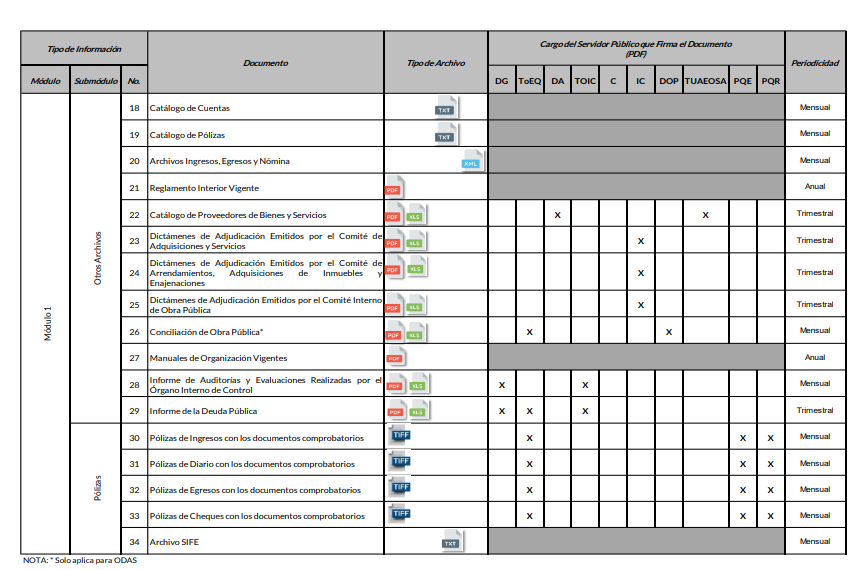 Tipo de Información
Documento
Tipo de Archivo
Cargo del Servidor Público que Firma el Documento
(PDF)
Periodicidad
Módulo Submódulo No. DG ToEQ DA TOIC C IC DOP TUAEOSA PQE PQR
Módulo 1
Otros Archivos
18 Catálogo de Cuentas TXT Mensual
19 Catálogo de Pólizas TXT Mensual
20 Archivos Ingresos, Egresos y Nómina XML Mensual
21 Reglamento Interior Vigente PDF Anual
22 Catálogo de Proveedores de Bienes y Servicios PDF XLS X X Trimestral
23 Dictámenes de Adjudicación Emitidos por el Comité de
Adquisiciones y Servicios PDF XLS X Trimestral
24 Dictámenes de Adjudicación Emitidos por el Comité de
Arrendamientos, Adquisiciones de Inmuebles y
Enajenaciones PDF XLS X Trimestral
25 Dictámenes de Adjudicación Emitidos por el Comité Interno
de Obra Pública PDF XLS X Trimestral
26 Conciliación de Obra Pública* PDF XLS X X Mensual
27 Manuales de Organización Vigentes PDF Anual
28 Informe de Auditorías y Evaluaciones Realizadas por el
Órgano Interno de Control PDF XLS X X Mensual
29 Informe de la Deuda Pública PDF XLS X X X Trimestral
Pólizas
30 Pólizas de Ingresos con los documentos comprobatorios TIFF X X X Mensual
31 Pólizas de Diario con los documentos comprobatorios TIFF X X X Mensual
32 Pólizas de Egresos con los documentos comprobatorios TIFF X X X Mensual
33 Pólizas de Cheques con los documentos comprobatorios TIFF X X X Mensual
34 Archivo SIFE TXT Mensual
NOTA: * Solo aplica para ODAS